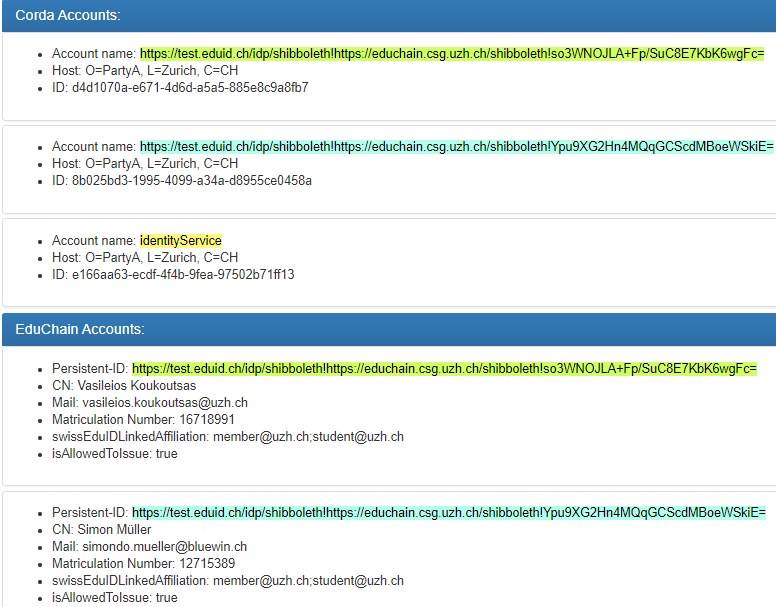 Corda Accounts:
Account name: https://test.eduid.ch/idp/shibboleth!https://educhain.csg.uzh.ch/shibboleth!so3WNOJLA+Fp/SuC8E7KbK6wgFc=
Host: O=PartyA, L=Zurich, C=CH
ID: d4d1070a-e671-4d6d-a5a5-885e8c9a8fb7
Account name: https://test.eduid.ch/idp/shibboleth!https://educhain.csg.uzh.ch/shibboleth!Ypu9XG2Hn4MQqGCScdMBoeWSkiE=
Host: O=PartyA, L=Zurich, C=CH
ID: 8b025bd3-1995-4099-a34a-d8955ce0458a
Account name: identityService
Host: O=PartyA, L=Zurich, C=CH
ID: e166aa63-ecdf-4f4b-9fea-97502b71ff13
EduChain Accounts:
Persistent-ID: https://test.eduid.ch/idp/shibboleth!https://educhain.csg.uzh.ch/shibboleth!so3WNOJLA+Fp/SuC8E7KbK6wgFc=
CN: Vasileios Koukoutsas
Mail: vasileios.koukoutsas@uzh.ch
Matriculation Number: 16718991
swissEduIDLinkedAffiliation: member@uzh.ch;student@uzh.ch
isAllowedToIssue: true
Persistent-ID: https://test.eduid.ch/idp/shibboleth!https://educhain.csg.uzh.ch/shibboleth!Ypu9XG2Hn4MQqGCScdMBoeWSkiE=
CN: Simon Müller
Mail: simondo.mueller@bluewin.ch
Matriculation Number: 12715389
swissEduIDLinkedAffiliation: member@uzh.ch;student@uzh.ch
isAllowedToIssue: true